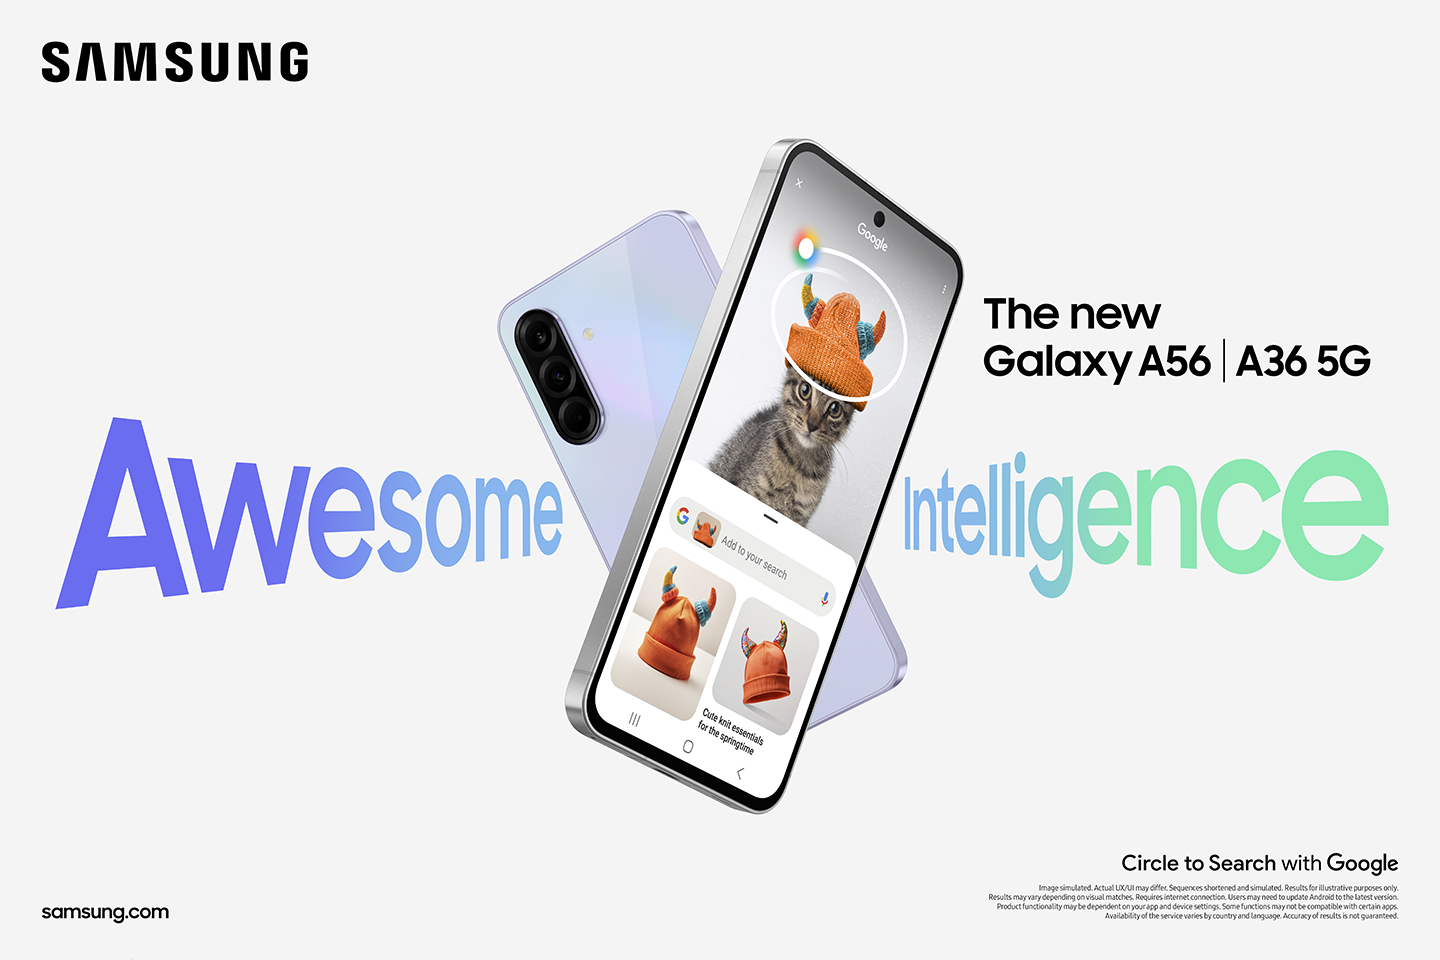 SAMSUNG
Google
The new
Galaxy A56 | A36 5G
Awesome Intelligence
G
Add to your search
Cute knit essentials
for the springtime
Circle to Search with Google
Image simulated. Actual UX/UI may differ. Sequences shortened and simulated. Results for illustrative purposes only.
Results may vary depending on visual matches. Requires internet connection. Users may need to update Android to the latest version.
Product functionality may be dependent on your app and device settings. Some functions may not be compatible with certain apps.
Availability of the service varies by country and language. Accuracy of results is not guaranteed.
samsung.com